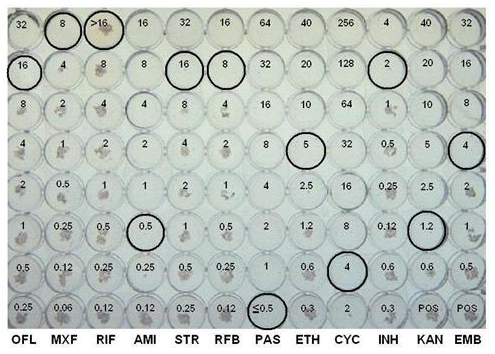 32 8 >16 16 32 16 64 40 256 4 40 32
16 4 8 8 16 8 32 20 128 2 20 16
8 2 4 4 8 4 16 10 64 1 10 8
4 1 2 2 4 2 8 5 32 0.5 5 4
2 0.5 1 1 2 1 4 2.5 16 0.25 2.5 2
1 0.25 0.5 0.5 1 0.5 2 1.2 8 0.12 1.2 1
0.5 0.12 0.25 0.25 0.5 0.25 1 0.6 4 0.6 0.6 0.5
0.25 0.06 0.12 0.12 0.25 0.12 ≤0.5 0.3 2 0.3 POS POS
OFL MXF RIF AMI STR RFB PAS ETH CYC INH KAN EMB